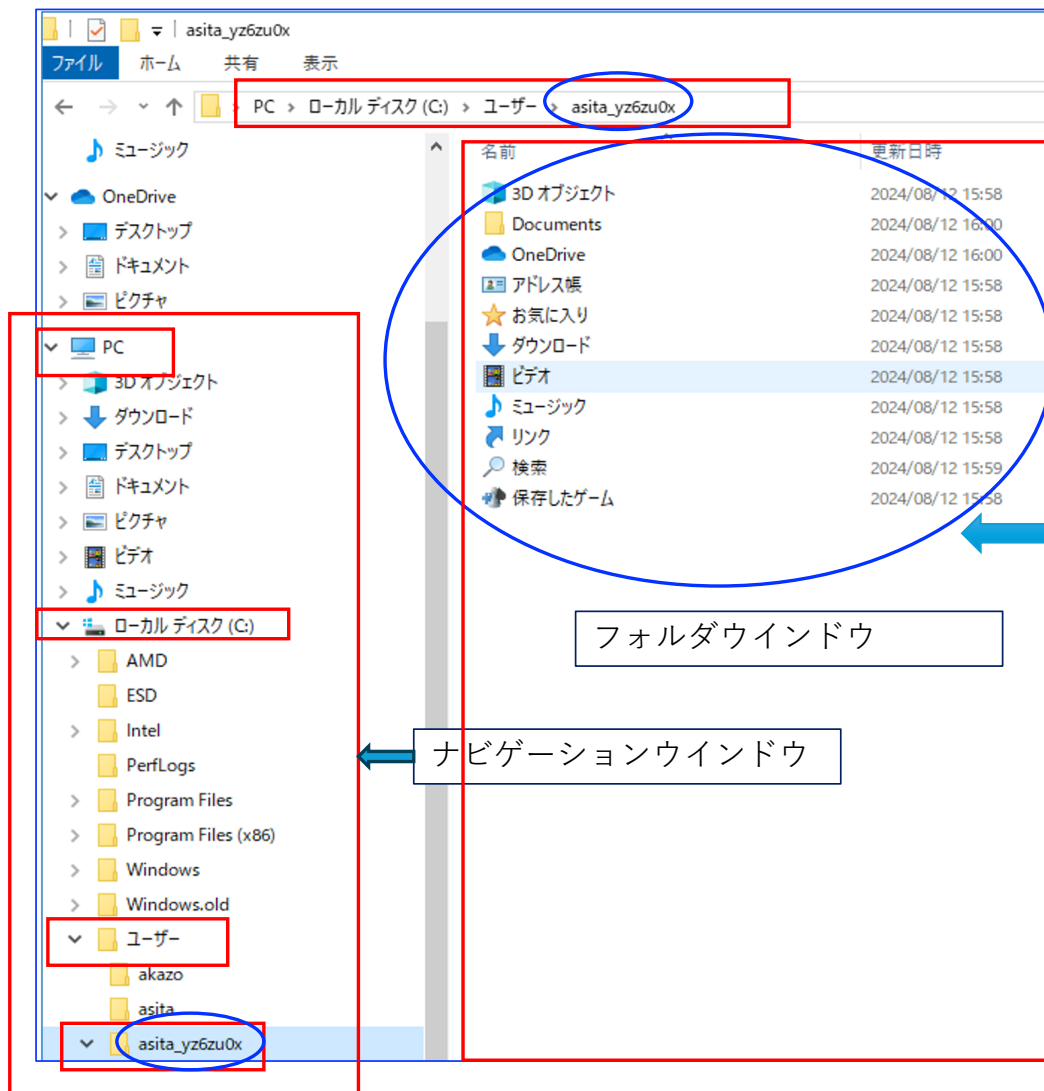 asita_yz6zu0x
ファイル ホーム 共有 表示
PC › ローカル ディスク (C:) › ユーザー › asita_yz6zu0x
ミュージック
OneDrive
デスクトップ
ドキュメント
ピクチャ
PC
3D オブジェクト
ダウンロード
デスクトップ
ドキュメント
ピクチャ
ビデオ
ミュージック
ローカル ディスク (C:)
AMD
ESD
Intel
PerfLogs
Program Files
Program Files (x86)
Windows
Windows.old
ユーザー
akazo
asita
asita_yz6zu0x
名前 更新日時
3D オブジェクト 2024/08/12 15:58
Documents 2024/08/12 16:00
OneDrive 2024/08/12 16:00
アドレス帳 2024/08/12 15:58
お気に入り 2024/08/12 15:58
ダウンロード 2024/08/12 15:58
ビデオ 2024/08/12 15:58
ミュージック 2024/08/12 15:58
リンク 2024/08/12 15:58
検索 2024/08/12 15:59
保存したゲーム 2024/08/12 15:58
フォルダウインドウ
ナビゲーションウインドウ